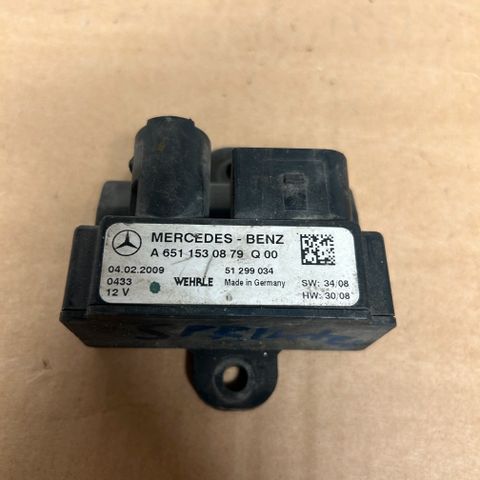 MERCEDES - BENZ
A 651 153 08 79 Q 00
04.02.2009 51 299 034
0433 WEHRLE Made in Germany SW: 34/08
12 V HW: 30/08